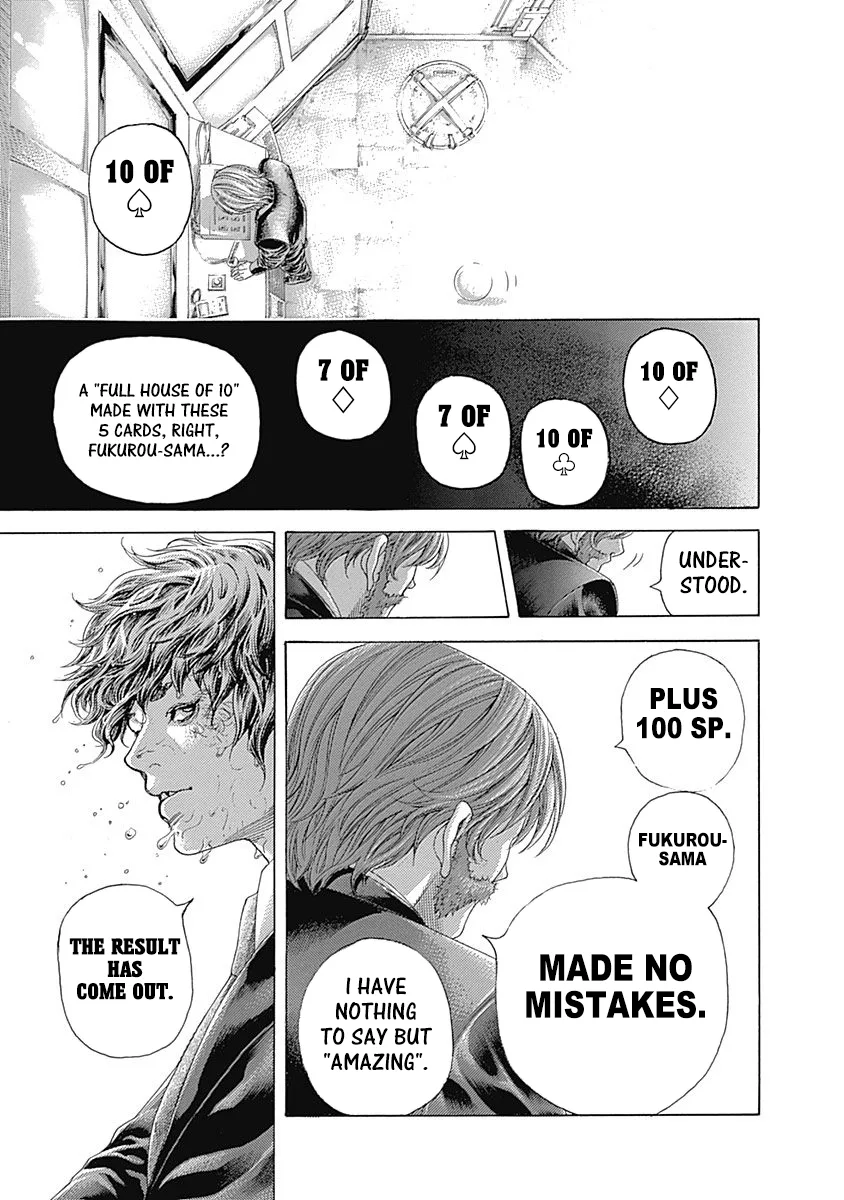 10 OF
♤
10 OF
♢
10 OF
♧
7 OF
♤
7 OF
♢
A "FULL HOUSE OF 10"
MADE WITH THESE
5 CARDS, RIGHT,
FUKUROU-SAMA...?
UNDER-
STOOD.
PLUS
100 SP.
FUKUROU-
SAMA
MADE NO
MISTAKES.
I HAVE
NOTHING
TO SAY BUT
"AMAZING".
THE RESULT
HAS
COME OUT.